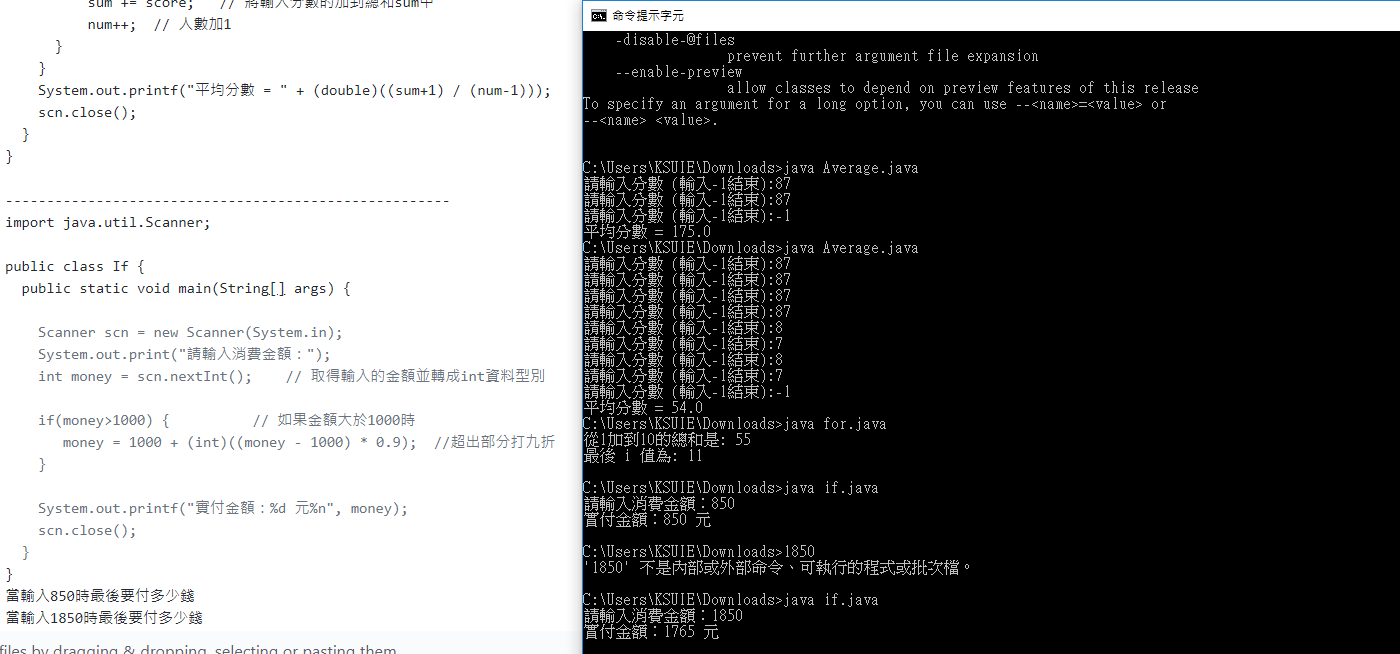 sum += score;   // 將輸入分數的加到總和sum中
num++;  // 人數加1
}
}
System.out.printf("平均分數 = " + (double)((sum+1) / (num-1)));
scn.close();
}
}
------------------------------------------------------
import java.util.Scanner;
public class If {
public static void main(String[] args) {
Scanner scn = new Scanner(System.in);
System.out.print("請輸入消費金額：");
int money = scn.nextInt();    // 取得輸入的金額並轉成int資料型別
if(money>1000) {          // 如果金額大於1000時
money = 1000 + (int)((money - 1000) * 0.9);  //超出部分打九折
}
System.out.printf("實付金額：%d 元%n", money);
scn.close();
}
}
當輸入850時最後要付多少錢
當輸入1850時最後要付多少錢
files by dragging & dropping, selecting or pasting them.
命令提示字元
-disable-@files
prevent further argument file expansion
--enable-preview
allow classes to depend on preview features of this release
To specify an argument for a long option, you can use --<name>=<value> or
--<name> <value>.
C:\Users\KSUIE\Downloads>java Average.java
請輸入分數 (輸入-1結束):87
請輸入分數 (輸入-1結束):87
請輸入分數 (輸入-1結束):-1
平均分數 = 175.0
C:\Users\KSUIE\Downloads>java Average.java
請輸入分數 (輸入-1結束):87
請輸入分數 (輸入-1結束):87
請輸入分數 (輸入-1結束):87
請輸入分數 (輸入-1結束):87
請輸入分數 (輸入-1結束):8
請輸入分數 (輸入-1結束):7
請輸入分數 (輸入-1結束):8
請輸入分數 (輸入-1結束):7
請輸入分數 (輸入-1結束):-1
平均分數 = 54.0
C:\Users\KSUIE\Downloads>java for.java
從1加到10的總和是: 55
最後 i 值為: 11
C:\Users\KSUIE\Downloads>java if.java
請輸入消費金額：850
實付金額：850 元
C:\Users\KSUIE\Downloads>1850
'1850' 不是內部或外部命令、可執行的程式或批次檔。
C:\Users\KSUIE\Downloads>java if.java
請輸入消費金額：1850
實付金額：1765 元